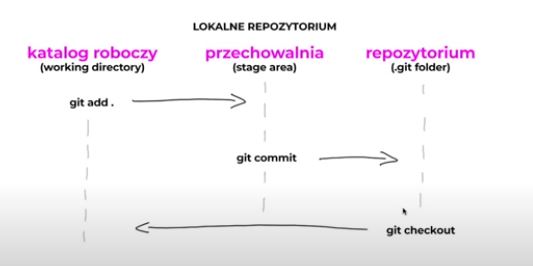 LOKALNE REPOZYTORIUM
katalog roboczy
(working directory)
przechowalnia
(stage area)
repozytorium
(.git folder)
git add .
git commit
git checkout